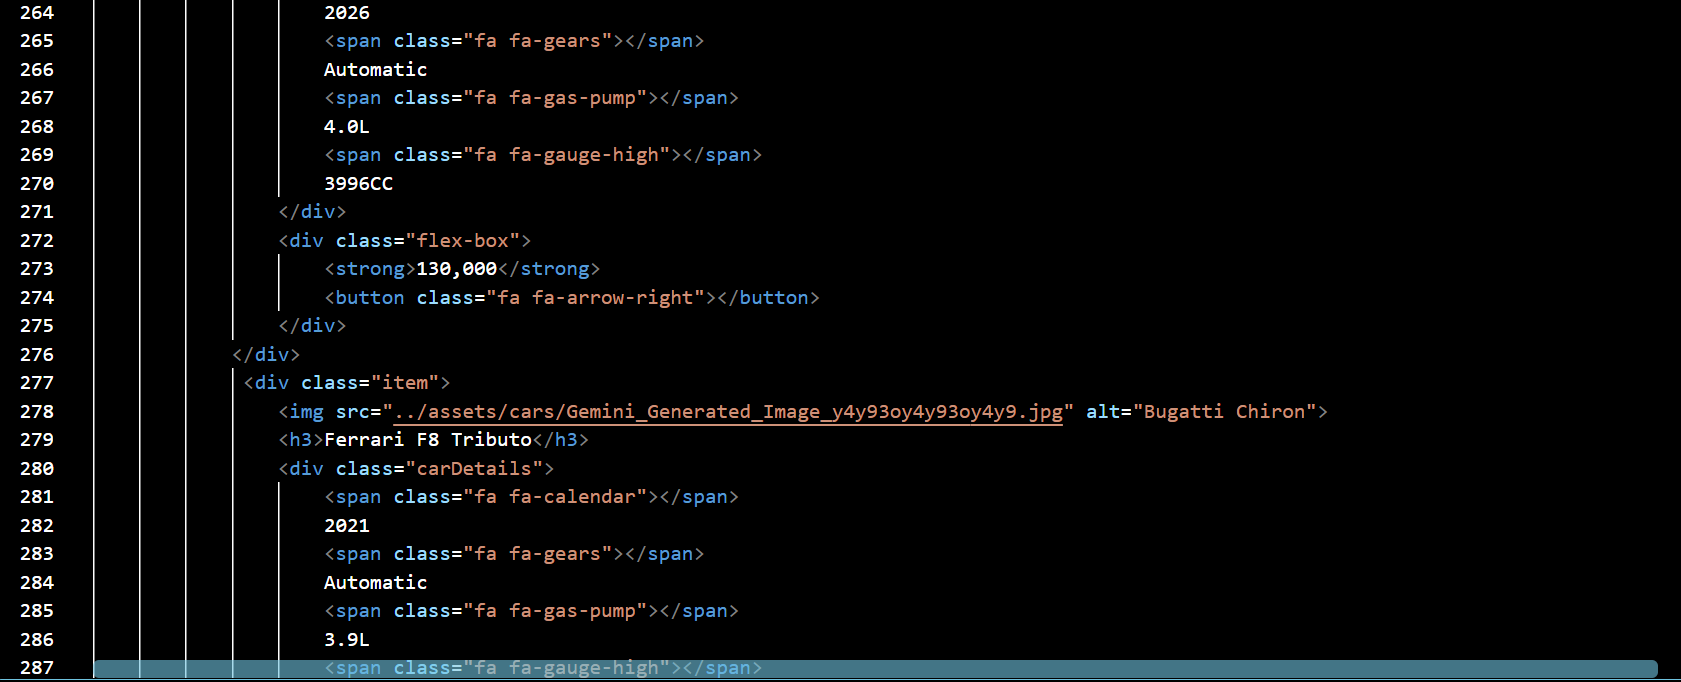 264 2026
265 <span class="fa fa-gears"></span>
266 Automatic
267 <span class="fa fa-gas-pump"></span>
268 4.0L
269 <span class="fa fa-gauge-high"></span>
270 3996CC
271 </div>
272 <div class="flex-box">
273 <strong>130,000</strong>
274 <button class="fa fa-arrow-right"></button>
275 </div>
276 </div>
277 <div class="item">
278 <img src="../assets/cars/Gemini_Generated_Image_y4y93oy4y93oy4y9.jpg" alt="Bugatti Chiron">
279 <h3>Ferrari F8 Tributo</h3>
280 <div class="carDetails">
281 <span class="fa fa-calendar"></span>
282 2021
283 <span class="fa fa-gears"></span>
284 Automatic
285 <span class="fa fa-gas-pump"></span>
286 3.9L
287 <span class="fa fa-gauge-high"></span>